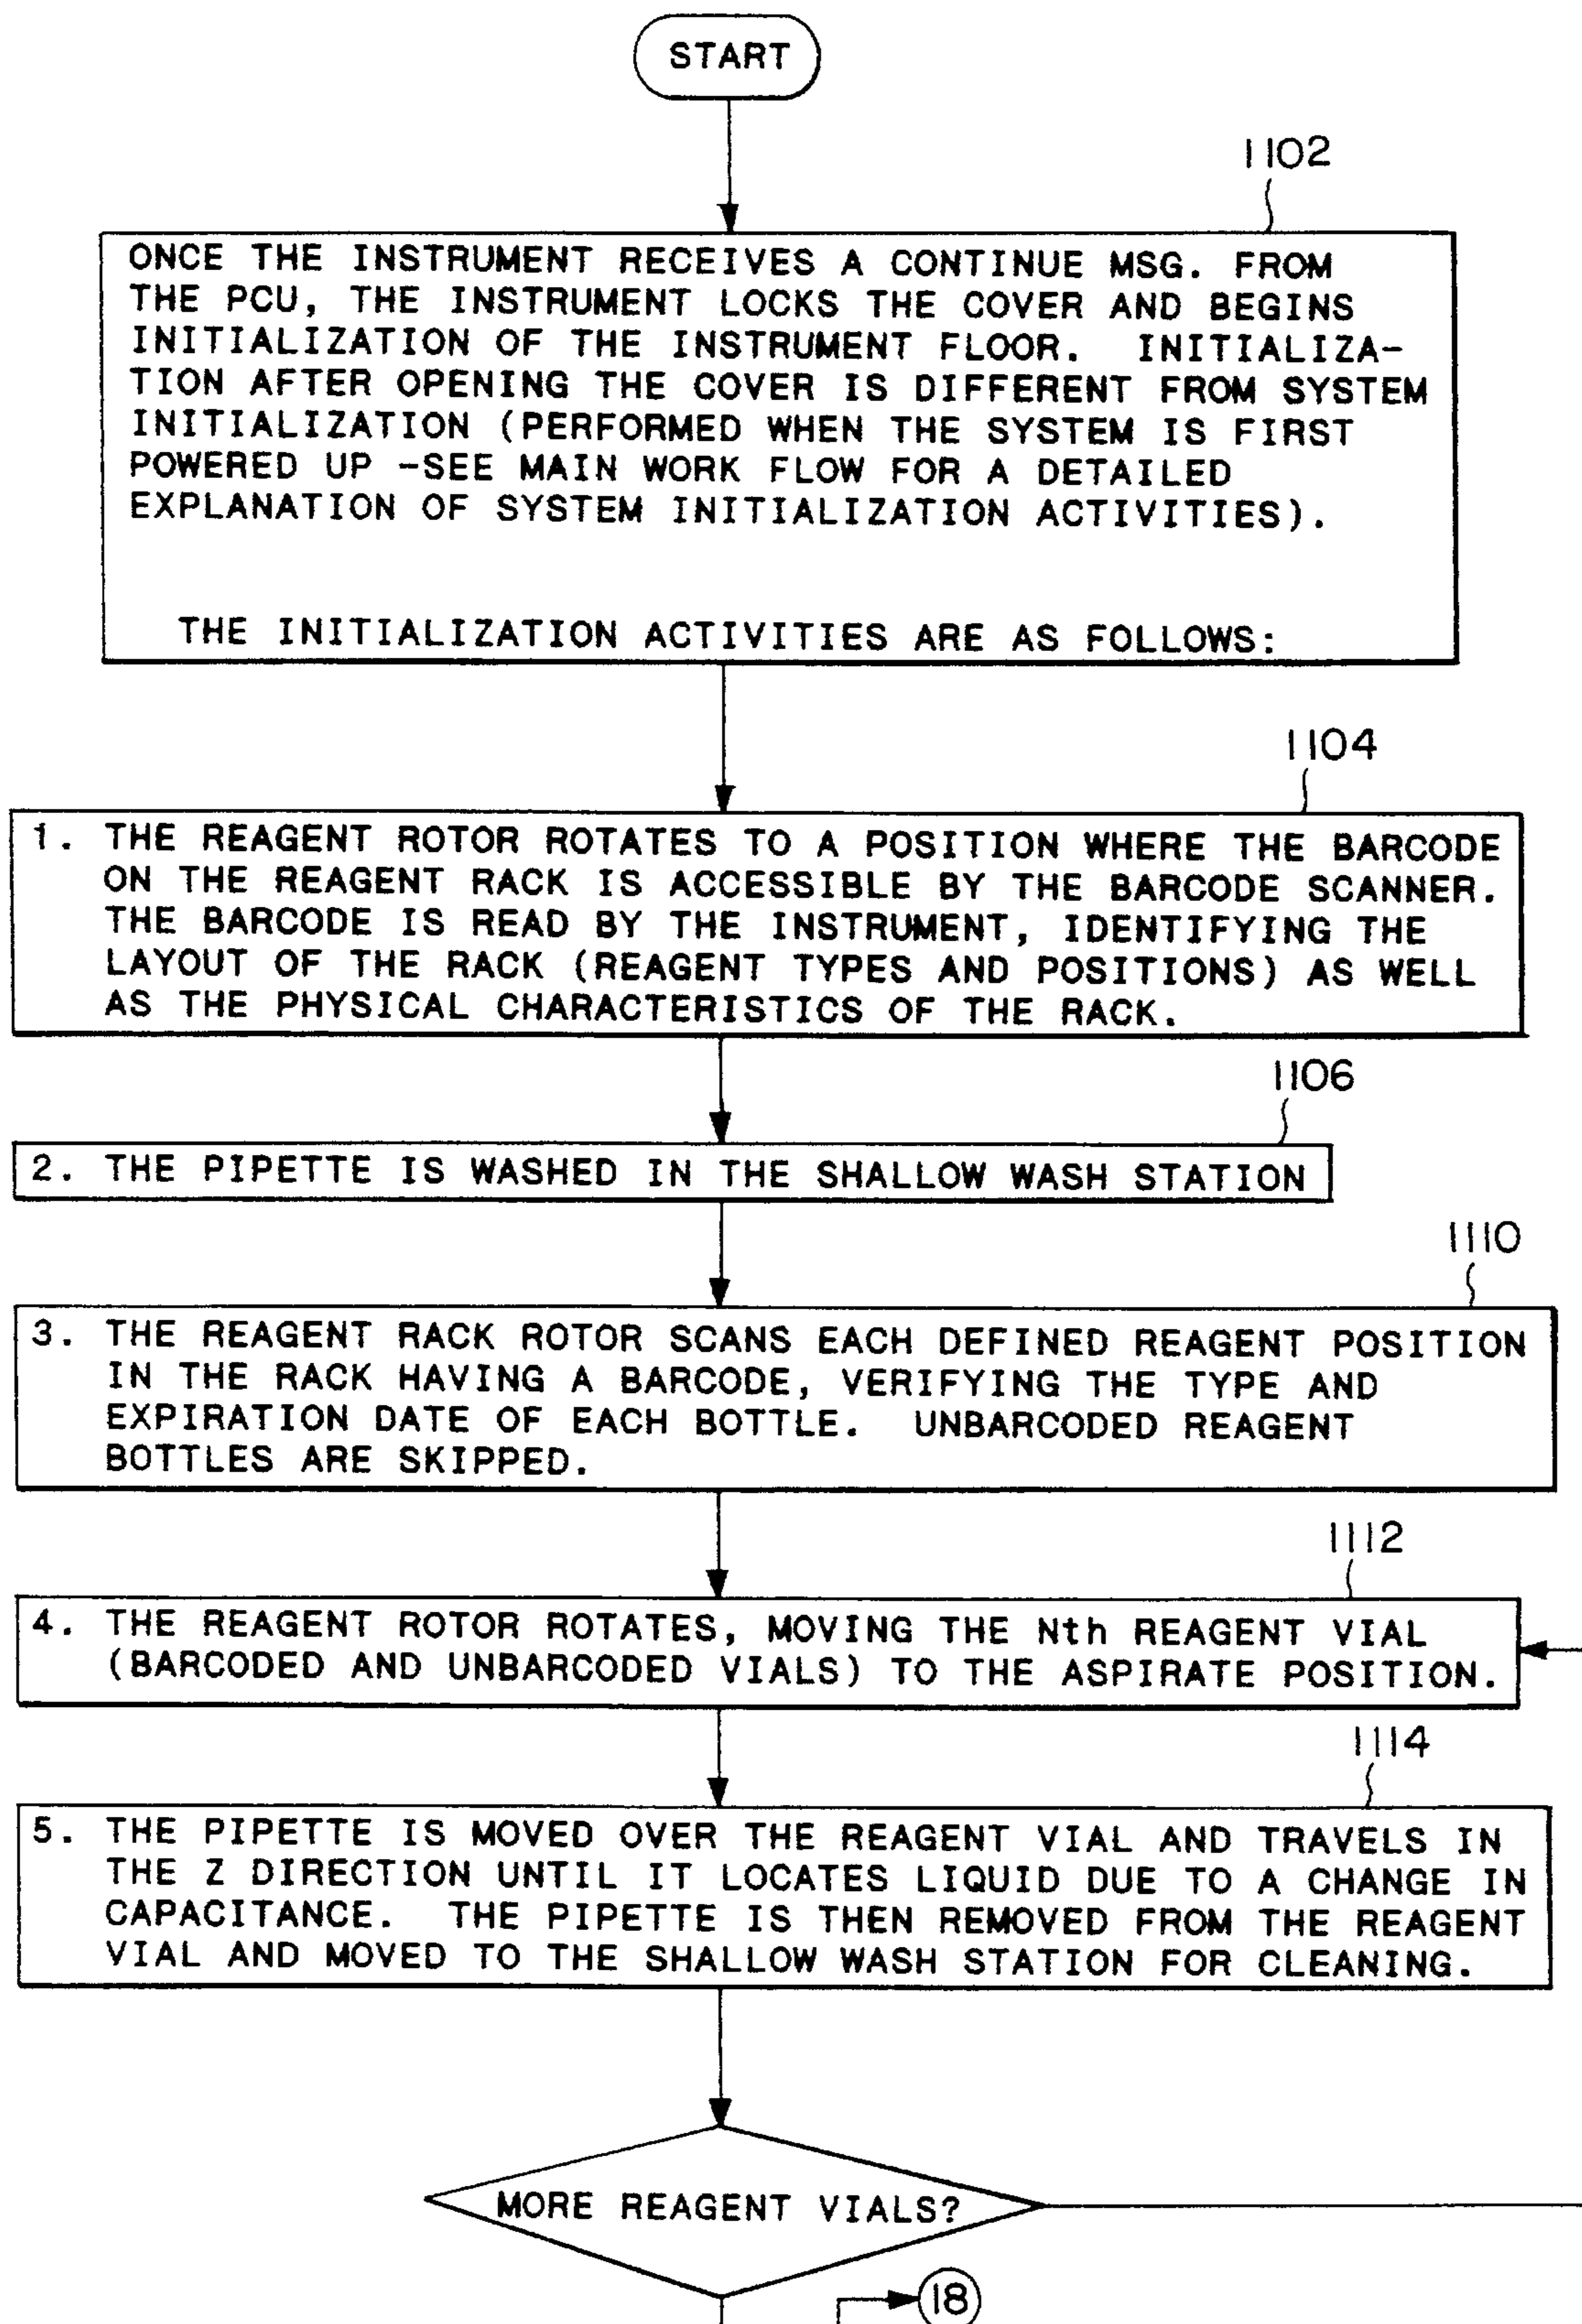 START
1102
ONCE THE INSTRUMENT RECEIVES A CONTINUE MSG. FROM
THE PCU, THE INSTRUMENT LOCKS THE COVER AND BEGINS
INITIALIZATION OF THE INSTRUMENT FLOOR. INITIALIZA-
TION AFTER OPENING THE COVER IS DIFFERENT FROM SYSTEM
INITIALIZATION (PERFORMED WHEN THE SYSTEM IS FIRST
POWERED UP -SEE MAIN WORK FLOW FOR A DETAILED
EXPLANATION OF SYSTEM INITIALIZATION ACTIVITIES).
THE INITIALIZATION ACTIVITIES ARE AS FOLLOWS:
1104
1. THE REAGENT ROTOR ROTATES TO A POSITION WHERE THE BARCODE
ON THE REAGENT RACK IS ACCESSIBLE BY THE BARCODE SCANNER.
THE BARCODE IS READ BY THE INSTRUMENT, IDENTIFYING THE
LAYOUT OF THE RACK (REAGENT TYPES AND POSITIONS) AS WELL
AS THE PHYSICAL CHARACTERISTICS OF THE RACK.
1106
2. THE PIPETTE IS WASHED IN THE SHALLOW WASH STATION
1110
3. THE REAGENT RACK ROTOR SCANS EACH DEFINED REAGENT POSITION
IN THE RACK HAVING A BARCODE, VERIFYING THE TYPE AND
EXPIRATION DATE OF EACH BOTTLE. UNBARCODED REAGENT
BOTTLES ARE SKIPPED.
1112
4. THE REAGENT ROTOR ROTATES, MOVING THE Nth REAGENT VIAL
(BARCODED AND UNBARCODED VIALS) TO THE ASPIRATE POSITION.
1114
5. THE PIPETTE IS MOVED OVER THE REAGENT VIAL AND TRAVELS IN
THE Z DIRECTION UNTIL IT LOCATES LIQUID DUE TO A CHANGE IN
CAPACITANCE. THE PIPETTE IS THEN REMOVED FROM THE REAGENT
VIAL AND MOVED TO THE SHALLOW WASH STATION FOR CLEANING.
MORE REAGENT VIALS?
18